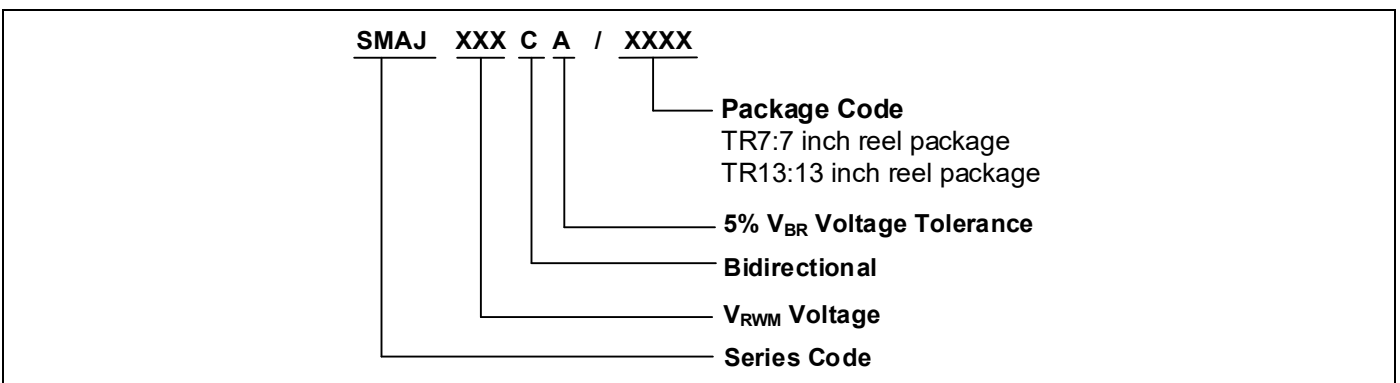 SMAJ XXX C A / XXXX
Package Code
TR7:7 inch reel package
TR13:13 inch reel package
5% VBR Voltage Tolerance
Bidirectional
VRWM Voltage
Series Code